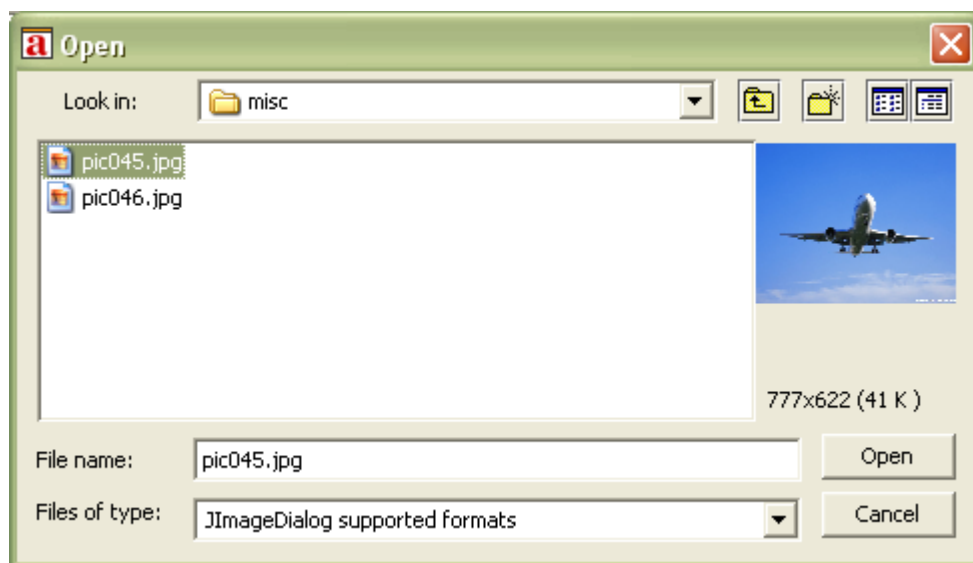 a Open
Look in: misc
pic045.jpg
pic046.jpg
777x622 (41 K )
File name: pic045.jpg Open
Files of type: JImageDialog supported formats Cancel